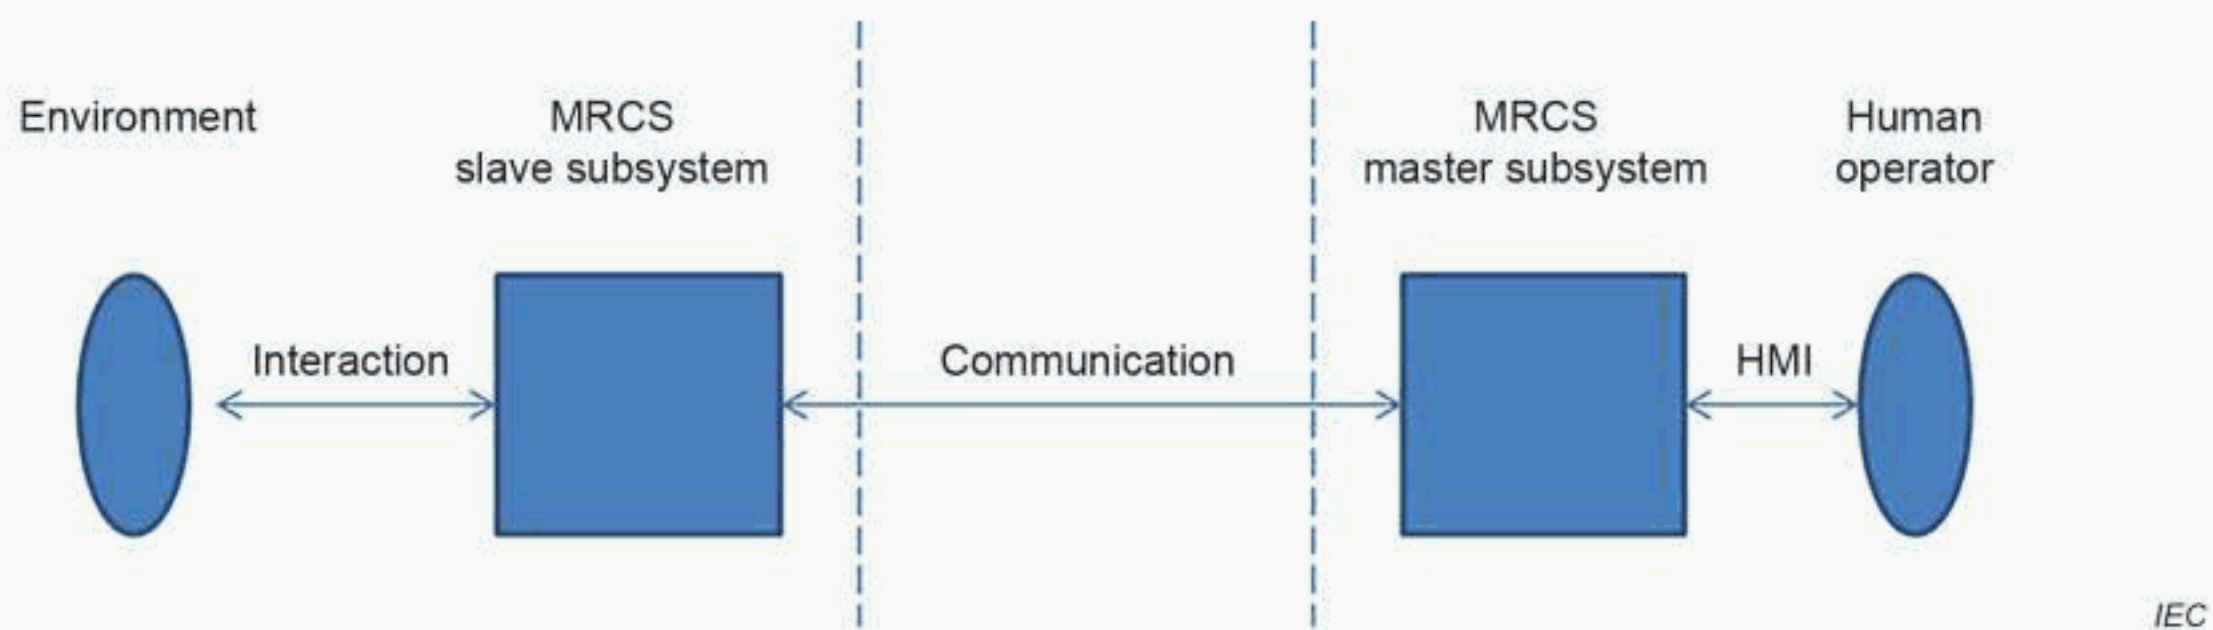 Environment
MRCS
slave subsystem
MRCS
master subsystem
Human
operator
Interaction
Communication
HMI
IEC